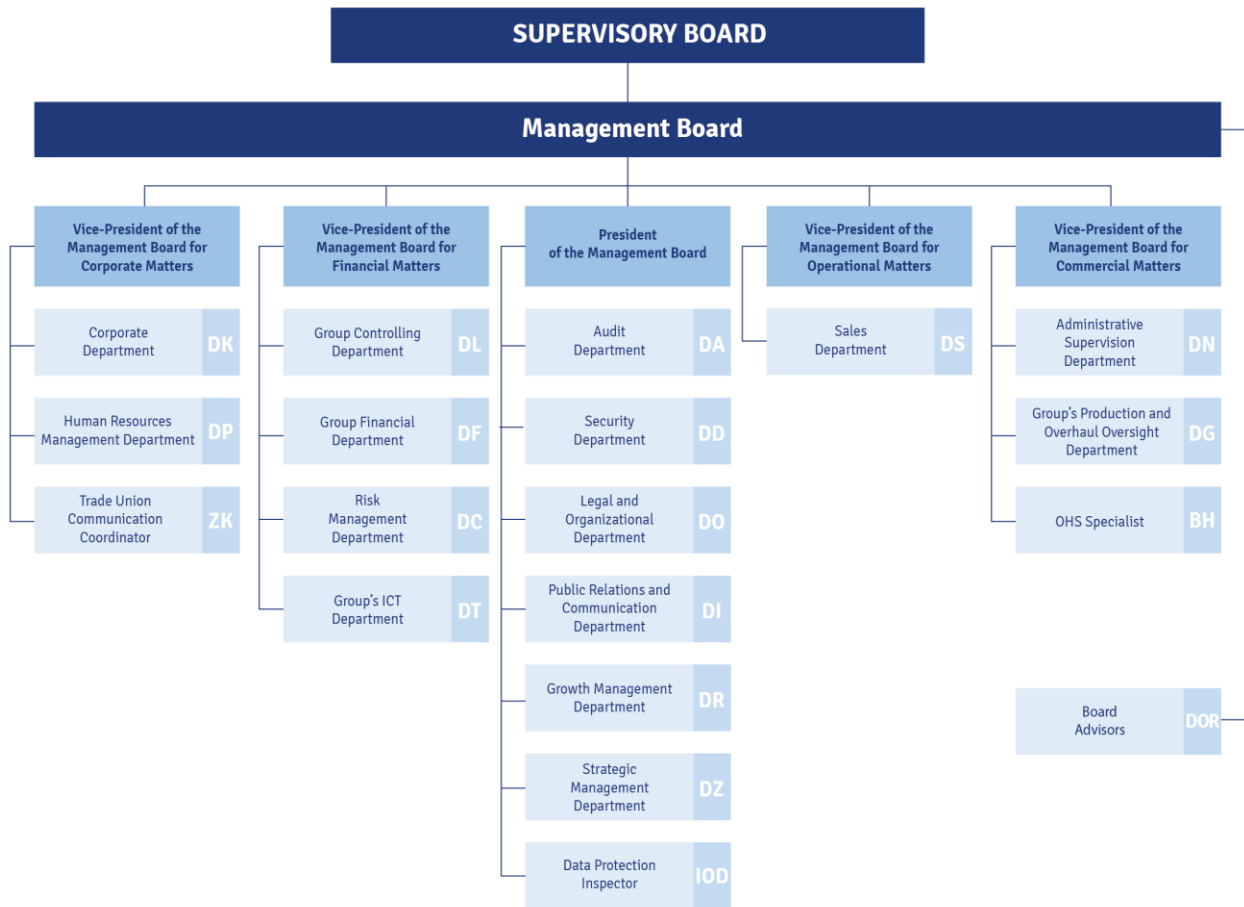 SUPERVISORY BOARD
Management Board
Vice-President of the
Management Board for
Corporate Matters
Corporate
Department
DK
Human Resources
Management Department
DP
Trade Union
Communication
Coordinator
ZK
Vice-President of the
Management Board for
Financial Matters
Group Controlling
Department
DL
Group Financial
Department
DF
Risk
Management
Department
DC
Group's ICT
Department
DT
President
of the Management Board
Audit
Department
DA
Security
Department
DD
Legal and
Organizational
Department
DO
Public Relations and
Communication
Department
DI
Growth Management
Department
DR
Strategic
Management
Department
DZ
Data Protection
Inspector
IOD
Vice-President of the
Management Board for
Operational Matters
Sales
Department
DS
Vice-President of the
Management Board for
Commercial Matters
Administrative
Supervision
Department
DN
Group's Production and
Overhaul Oversight
Department
DG
OHS Specialist
BH
Board
Advisors
DOR